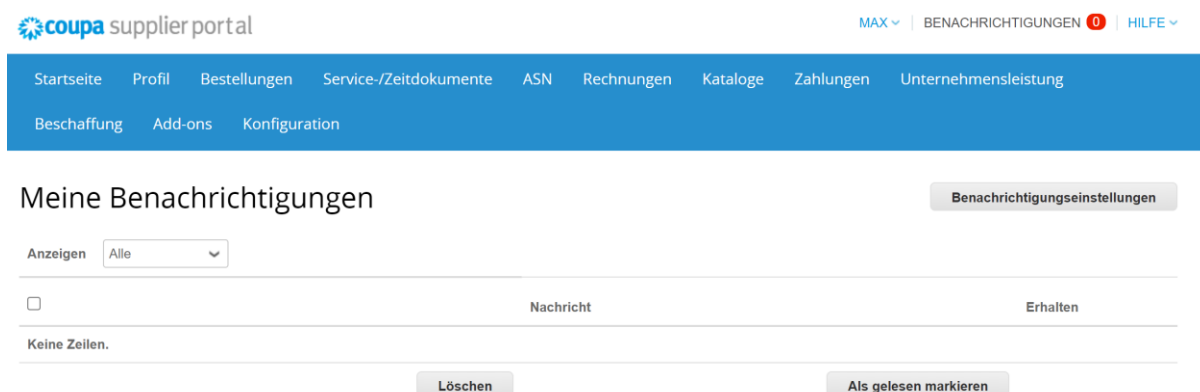 coupa supplier portal MAX BENACHRICHTIGUNGEN 0 HILFE
Startseite Profil Bestellungen Service-/Zeitdokumente ASN Rechnungen Kataloge Zahlungen Unternehmensleistung
Beschaffung Add-ons Konfiguration
Meine Benachrichtigungen Benachrichtigungseinstellungen
Anzeigen Alle
Nachricht Erhalten
Keine Zeilen.
Löschen Als gelesen markieren